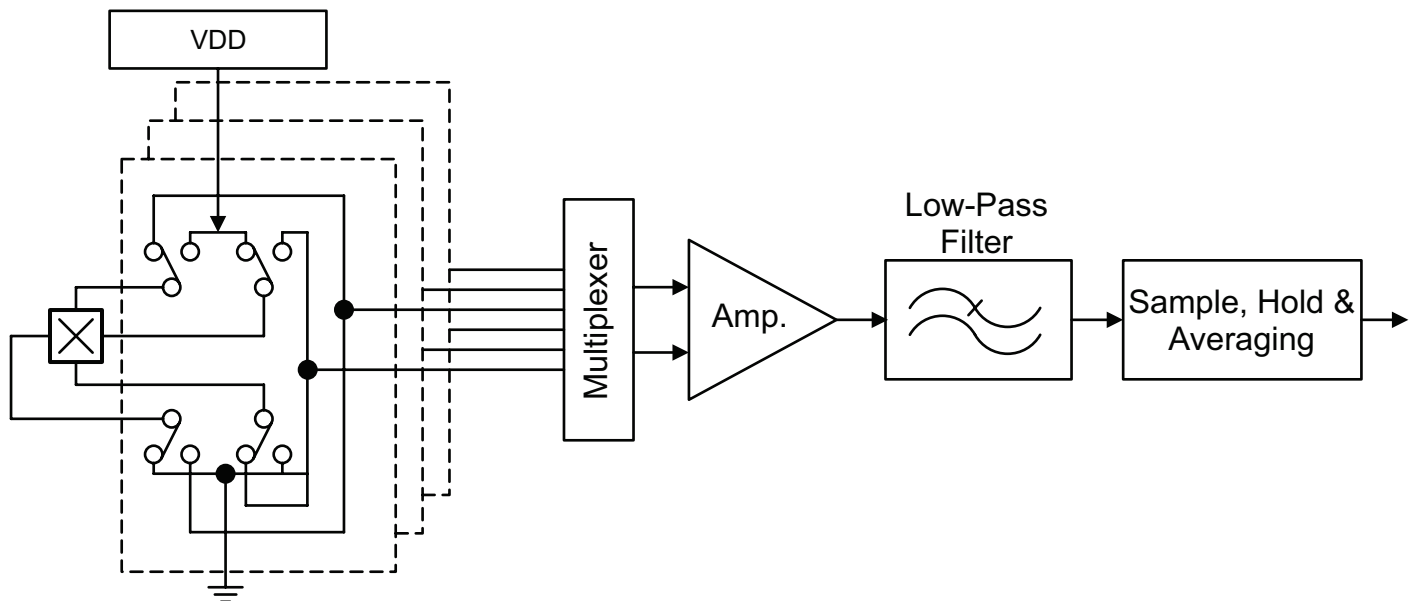 VDD
Multiplexer
Amp.
Low-Pass
Filter
Sample, Hold &
Averaging